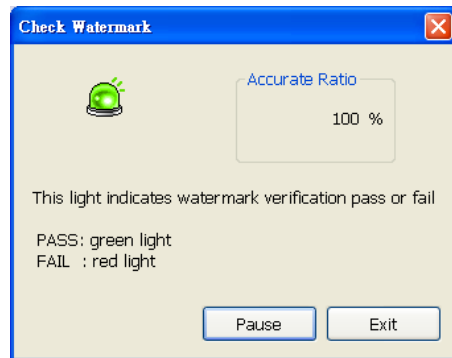 Check Watermark
Accurate Ratio
100 %
This light indicates watermark verification pass or fail
PASS: green light
FAIL : red light
Pause
Exit